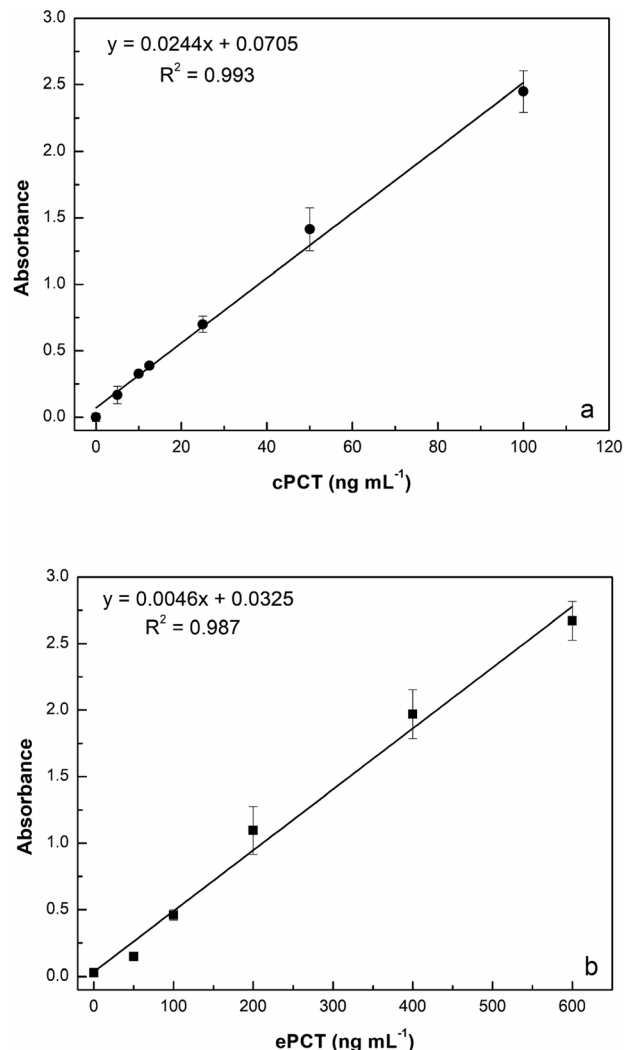 3.0
y = 0.0244x + 0.0705
R² = 0.993
2.5
2.0
1.5
1.0
0.5
0.0
Absorbance
0 20 40 60 80 100 120
cPCT (ng mL⁻¹)
a
3.0
y = 0.0046x + 0.0325
R² = 0.987
2.5
2.0
1.5
1.0
0.5
0.0
Absorbance
0 100 200 300 400 500 600
ePCT (ng mL⁻¹)
b